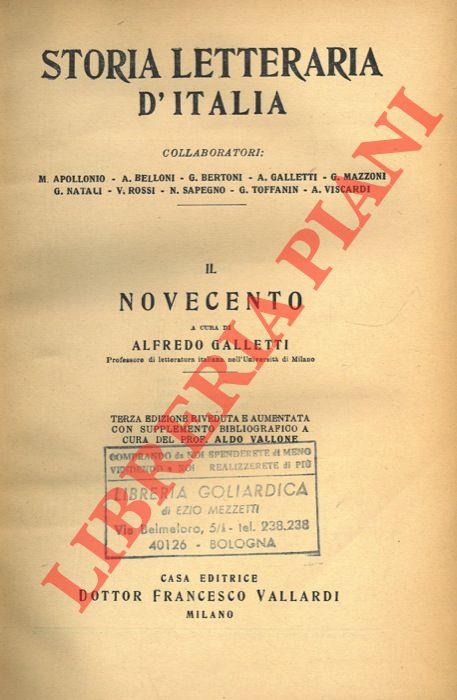 STORIA LETTERARIA
D'ITALIA
COLLABORATORI:
M. APOLLONIO - A. BELLONI - G. BERTONI - A. GALLETTI - G. MAZZONI
G. NATALI - V. ROSSI - N. SAPEGNO - G. TOFFANIN - A. VISCARDI
IL
NOVECENTO
A CURA DI
ALFREDO GALLETTI
Professore di letteratura italiana nell'Università di Milano
TERZA EDIZIONE RIVEDUTA E AUMENTATA
CON SUPPLEMENTO BIBLIOGRAFICO A
CURA DEL PROF. ALDO VALLONE
COMPRANDO da NOI SPENDERETE di MENO
VENDENDO a NOI REALIZZERETE di PIÙ
LIBRERIA GOLIARDICA
di EZIO MEZZETTI
Via Belmeloro, 5/A - tel. 238.238
40126 - BOLOGNA
CASA EDITRICE
DOTTOR FRANCESCO VALLARDI
MILANO
LIBRERIA PIANI